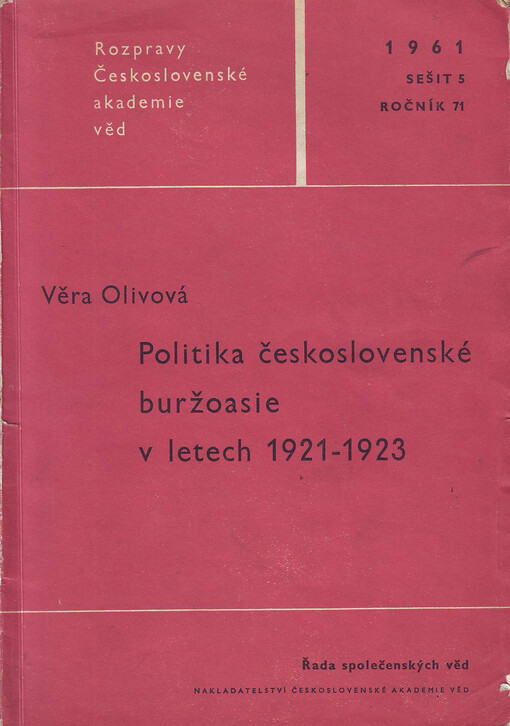 Rozpravy
Československé
akademie
věd
1961
SEŠIT 5
ROČNÍK 71
Věra Olivová
Politika československé
buržoasie
v letech 1921-1923
Řada společenských věd
NAKLADATELSTVÍ ČESKOSLOVENSKÉ AKADEMIE VĚD